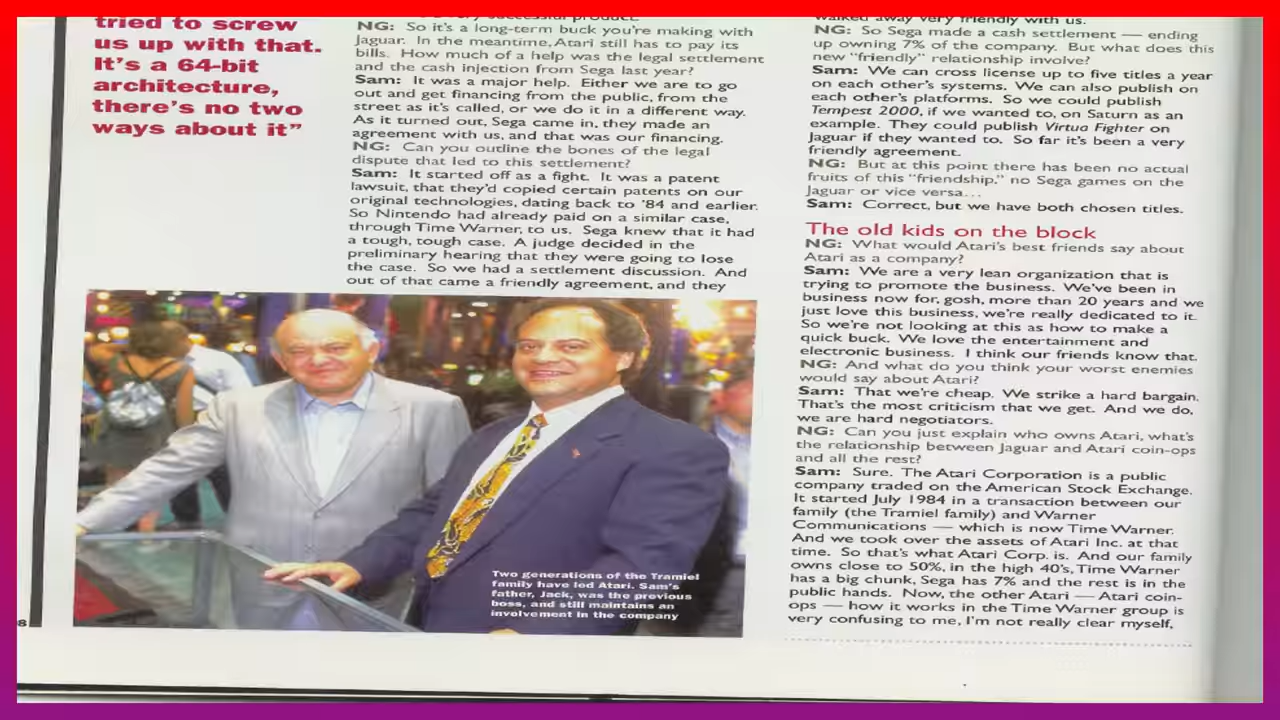 tried to screw
us up with that.
It's a 64-bit
architecture,
there's no two
ways about it”
NG: So it's a long-term buck you're making with
Jaguar. In the meantime, Atari still has to pay its
bills. How much of a help was the legal settlement
and the cash injection from Sega last year?
Sam: It was a major help. Either we are to go
out and get financing from the public, from the
street as it's called, or we do it in a different way.
As it turned out, Sega came in, they made an
agreement with us, and that was our financing.
NG: Can you outline the bones of the legal
dispute that led to this settlement?
Sam: It started off as a fight. It was a patent
lawsuit, that they'd copied certain patents on our
original technologies, dating back to '84 and earlier.
So Nintendo had already paid on a similar case,
through Time Warner, to us. Sega knew that it had
a tough, tough case. A judge decided in the
preliminary hearing that they were going to lose
the case. So we had a settlement discussion. And
out of that came a friendly agreement, and they
walked away very friendly with us.
NG: So Sega made a cash settlement — ending
up owning 7% of the company. But what does this
new “friendly” relationship involve?
Sam: We can cross license up to five titles a year
on each other's systems. We can also publish on
each other's platforms. So we could publish
Tempest 2000, if we wanted to, on Saturn as an
example. They could publish Virtua Fighter on
Jaguar if they wanted to. So far it's been a very
friendly agreement.
NG: But at this point there has been no actual
fruits of this “friendship.” no Sega games on the
Jaguar or vice versa...
Sam: Correct, but we have both chosen titles.
The old kids on the block
NG: What would Atari's best friends say about
Atari as a company?
Sam: We are a very lean organization that is
trying to promote the business. We've been in
business now for, gosh, more than 20 years and we
just love this business, we're really dedicated to it.
So we're not looking at this as how to make a
quick buck. We love the entertainment and
electronic business. I think our friends know that.
NG: And what do you think your worst enemies
would say about Atari?
Sam: That we're cheap. We strike a hard bargain.
That's the most criticism that we get. And we do,
we are hard negotiators.
NG: Can you just explain who owns Atari, what's
the relationship between Jaguar and Atari coin-ops
and all the rest?
Sam: Sure. The Atari Corporation is a public
company traded on the American Stock Exchange.
It started July 1984 in a transaction between our
family (the Tramiel family) and Warner
Communications — which is now Time Warner.
And we took over the assets of Atari Inc. at that
time. So that's what Atari Corp. is. And our family
owns close to 50%, in the high 40's, Time Warner
has a big chunk, Sega has 7% and the rest is in the
public hands. Now, the other Atari — Atari coin-
ops — how it works in the Time Warner group is
very confusing to me, I'm not really clear myself,
Two generations of the Tramiel
family have led Atari. Sam's
father, Jack, was the previous
boss, and still maintains an
involvement in the company
8